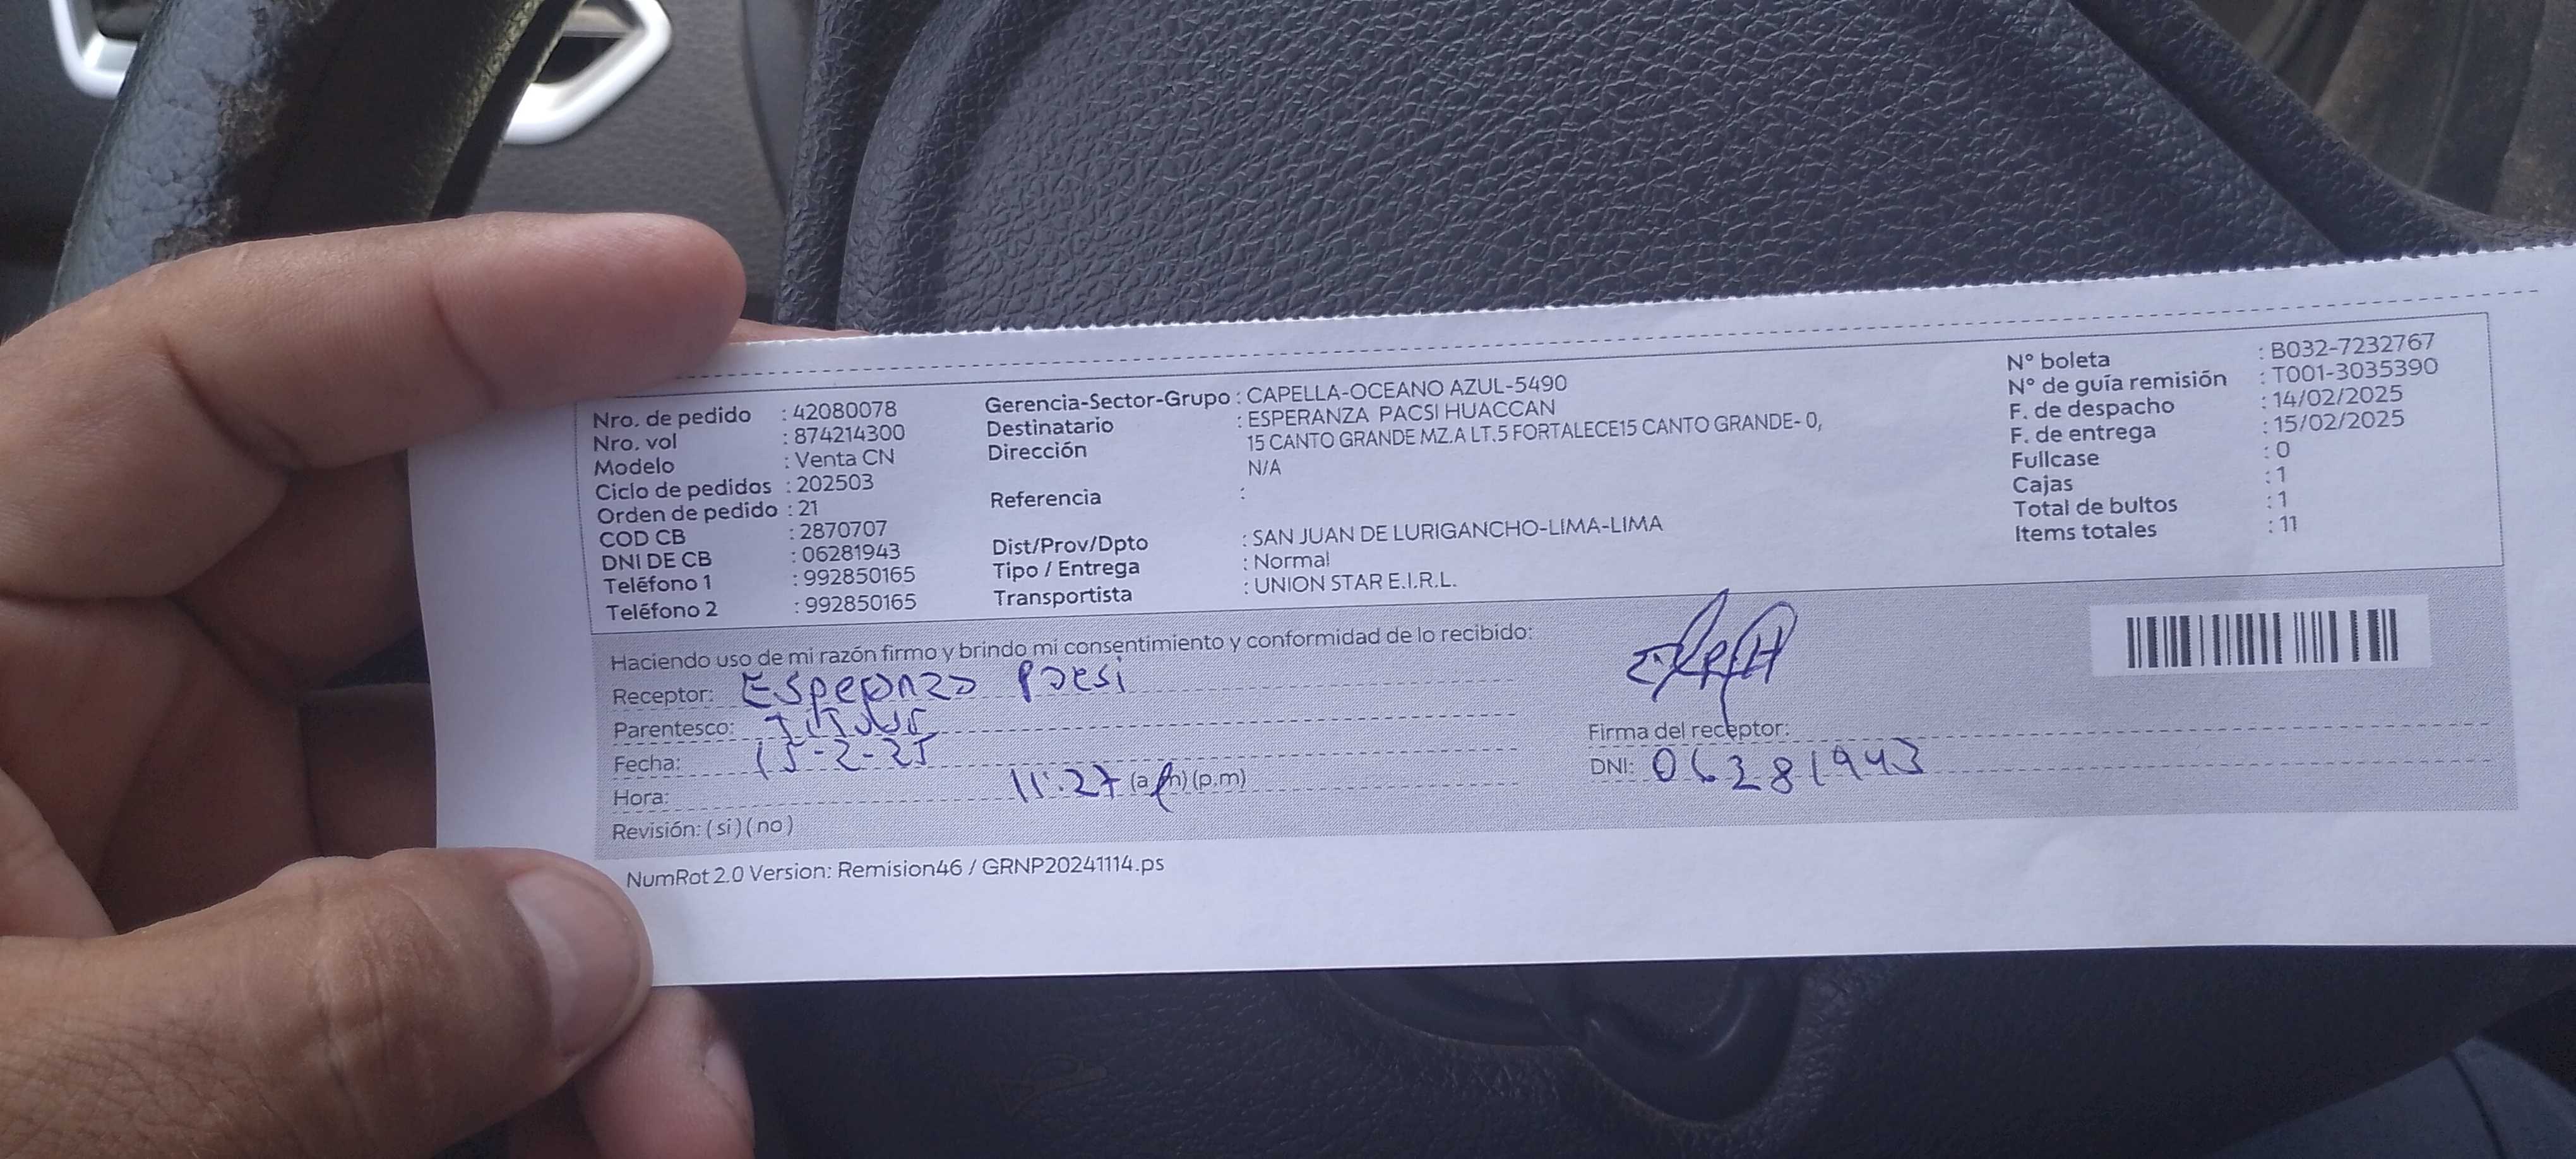 Nro. de pedido : 42080078
Nro. vol : 874214300
Modelo : Venta CN
Ciclo de pedidos : 202503
Orden de pedido : 21
COD CB : 2870707
DNI DE CB : 06281943
Teléfono 1 : 992850165
Teléfono 2 : 992850165
Gerencia-Sector-Grupo : CAPELLA-OCEANO AZUL-5490
Destinatario : ESPERANZA PACSI HUACCAN
Dirección 15 CANTO GRANDE MZ.A LT.5 FORTALECE15 CANTO GRANDE- 0,
N/A
Referencia :
Dist/Prov/Dpto : SAN JUAN DE LURIGANCHO-LIMA-LIMA
Tipo / Entrega : Normal
Transportista : UNION STAR E.I.R.L.
N° boleta : B032-7232767
N° de guía remisión : T001-3035390
F. de despacho : 14/02/2025
F. de entrega : 15/02/2025
Fullcase : 0
Cajas : 1
Total de bultos : 1
Items totales : 11
Haciendo uso de mi razón firmo y brindo mi consentimiento y conformidad de lo recibido:
Receptor: Esperanza Pacsi
Parentesco: Titular
Fecha: 15-2-25
Hora: 11:27 (a.m) (p.m)
Revisión: (si) (no)
Firma del receptor:
DNI: 06281943
NumRot 2.0 Version: Remision46 / GRNP20241114.ps